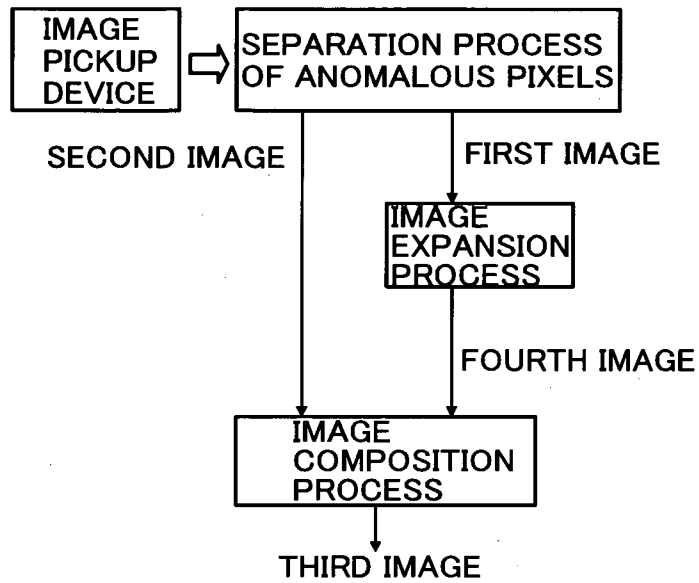 IMAGE
PICKUP
DEVICE
SEPARATION PROCESS
OF ANOMALOUS PIXELS
SECOND IMAGE
FIRST IMAGE
IMAGE
EXPANSION
PROCESS
FOURTH IMAGE
IMAGE
COMPOSITION
PROCESS
THIRD IMAGE